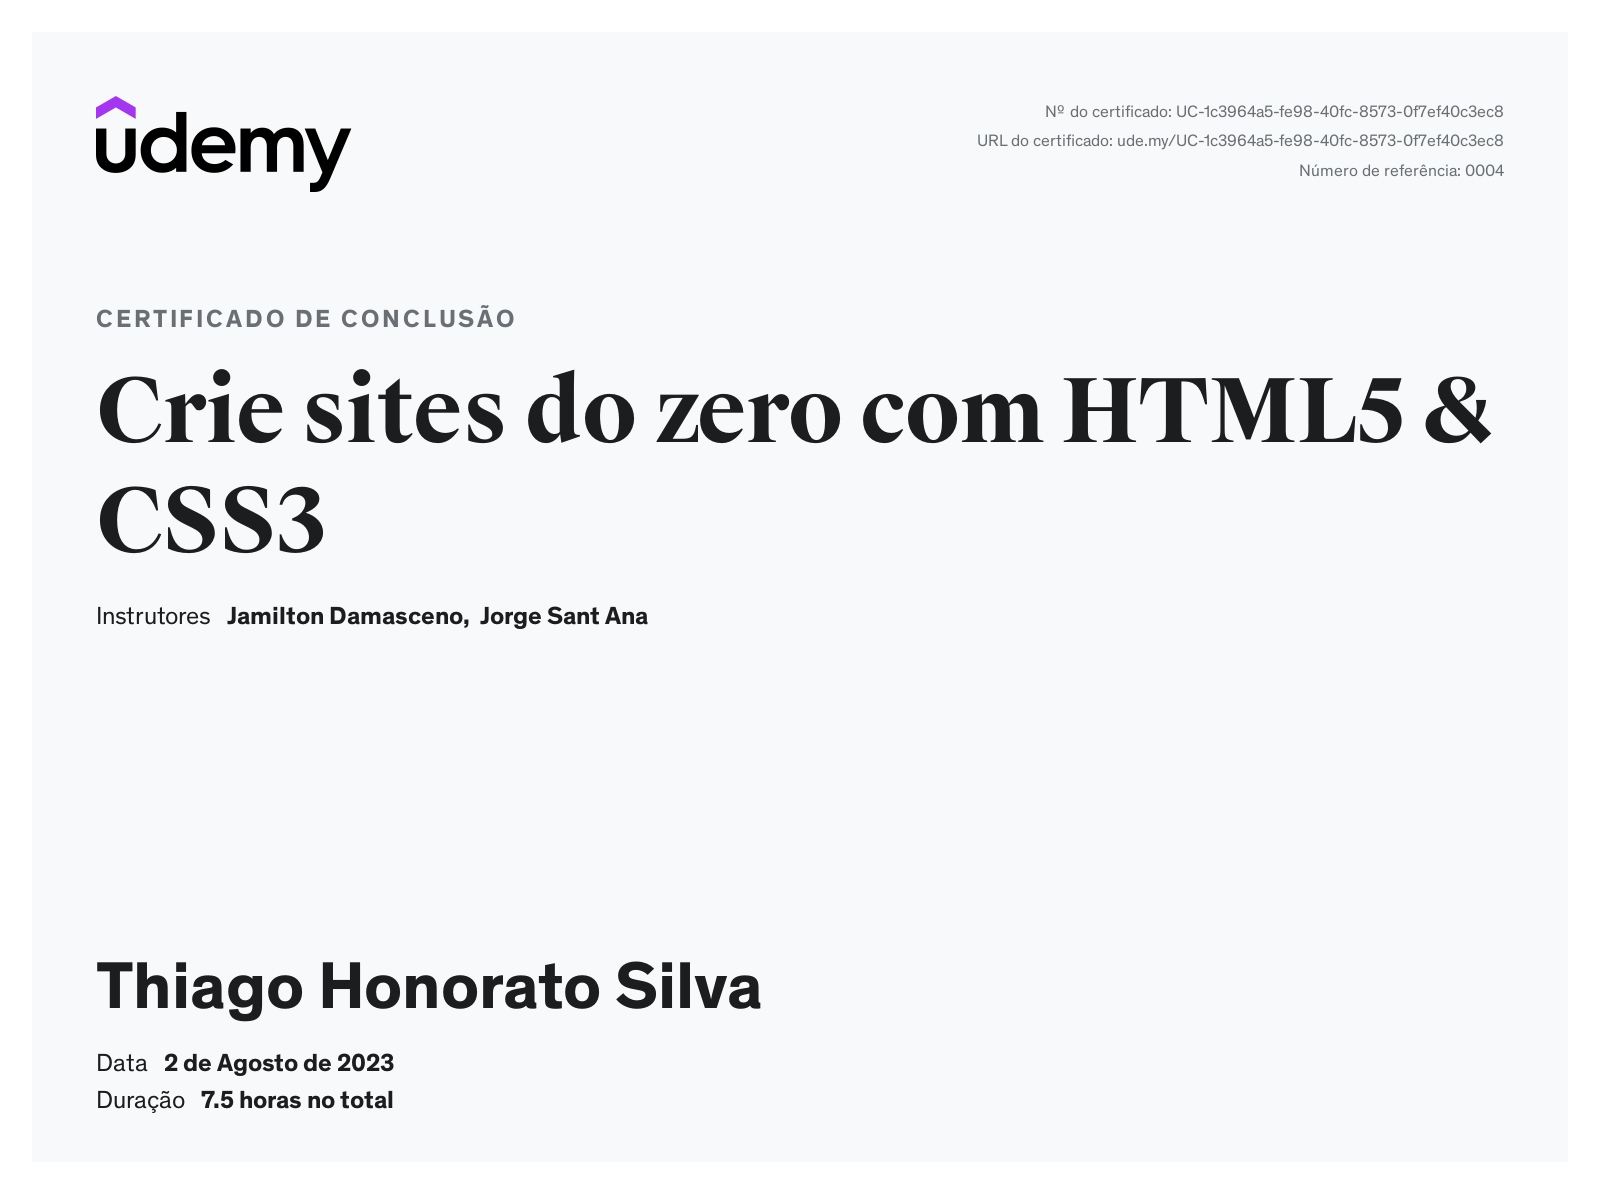 udemy
Nº do certificado: UC-1c3964a5-fe98-40fc-8573-0f7ef40c3ec8
URL do certificado: ude.my/UC-1c3964a5-fe98-40fc-8573-0f7ef40c3ec8
Número de referência: 0004
CERTIFICADO DE CONCLUSÃO
Crie sites do zero com HTML5 &
CSS3
Instrutores Jamilton Damasceno, Jorge Sant Ana
Thiago Honorato Silva
Data 2 de Agosto de 2023
Duração 7.5 horas no total